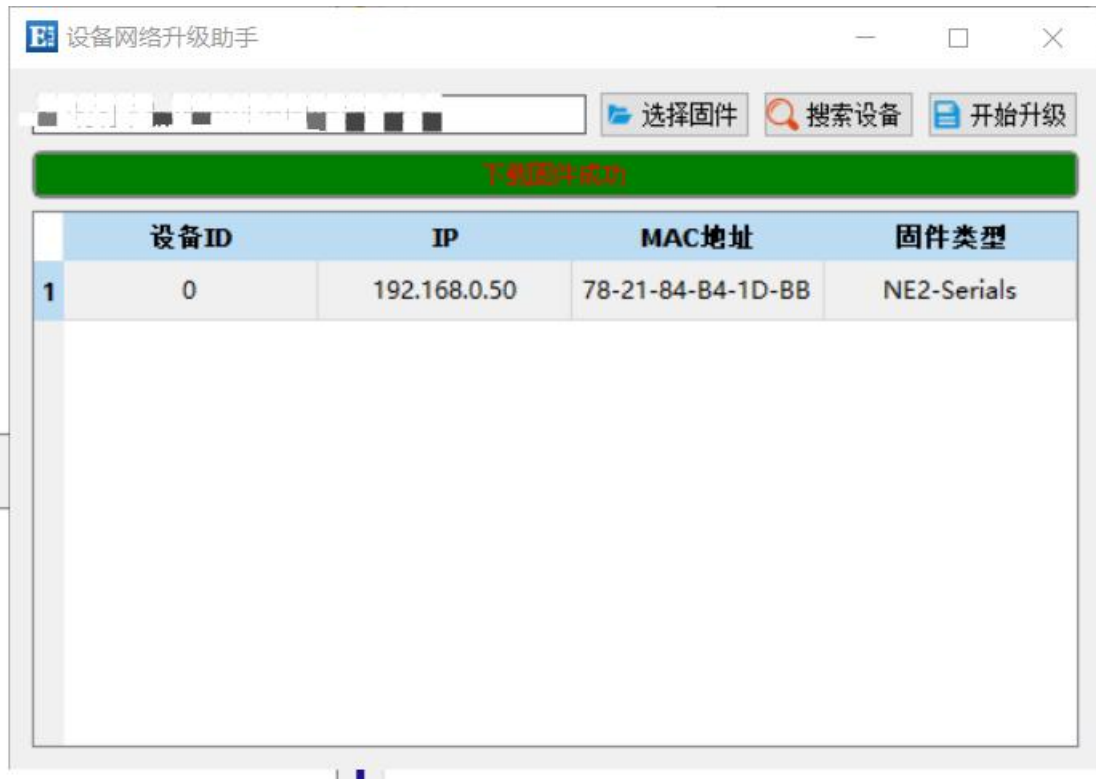 设备网络升级助手
选择固件 搜索设备 开始升级
下载固件成功
设备ID IP MAC地址 固件类型
1 0 192.168.0.50 78-21-84-B4-1D-BB NE2-Serials